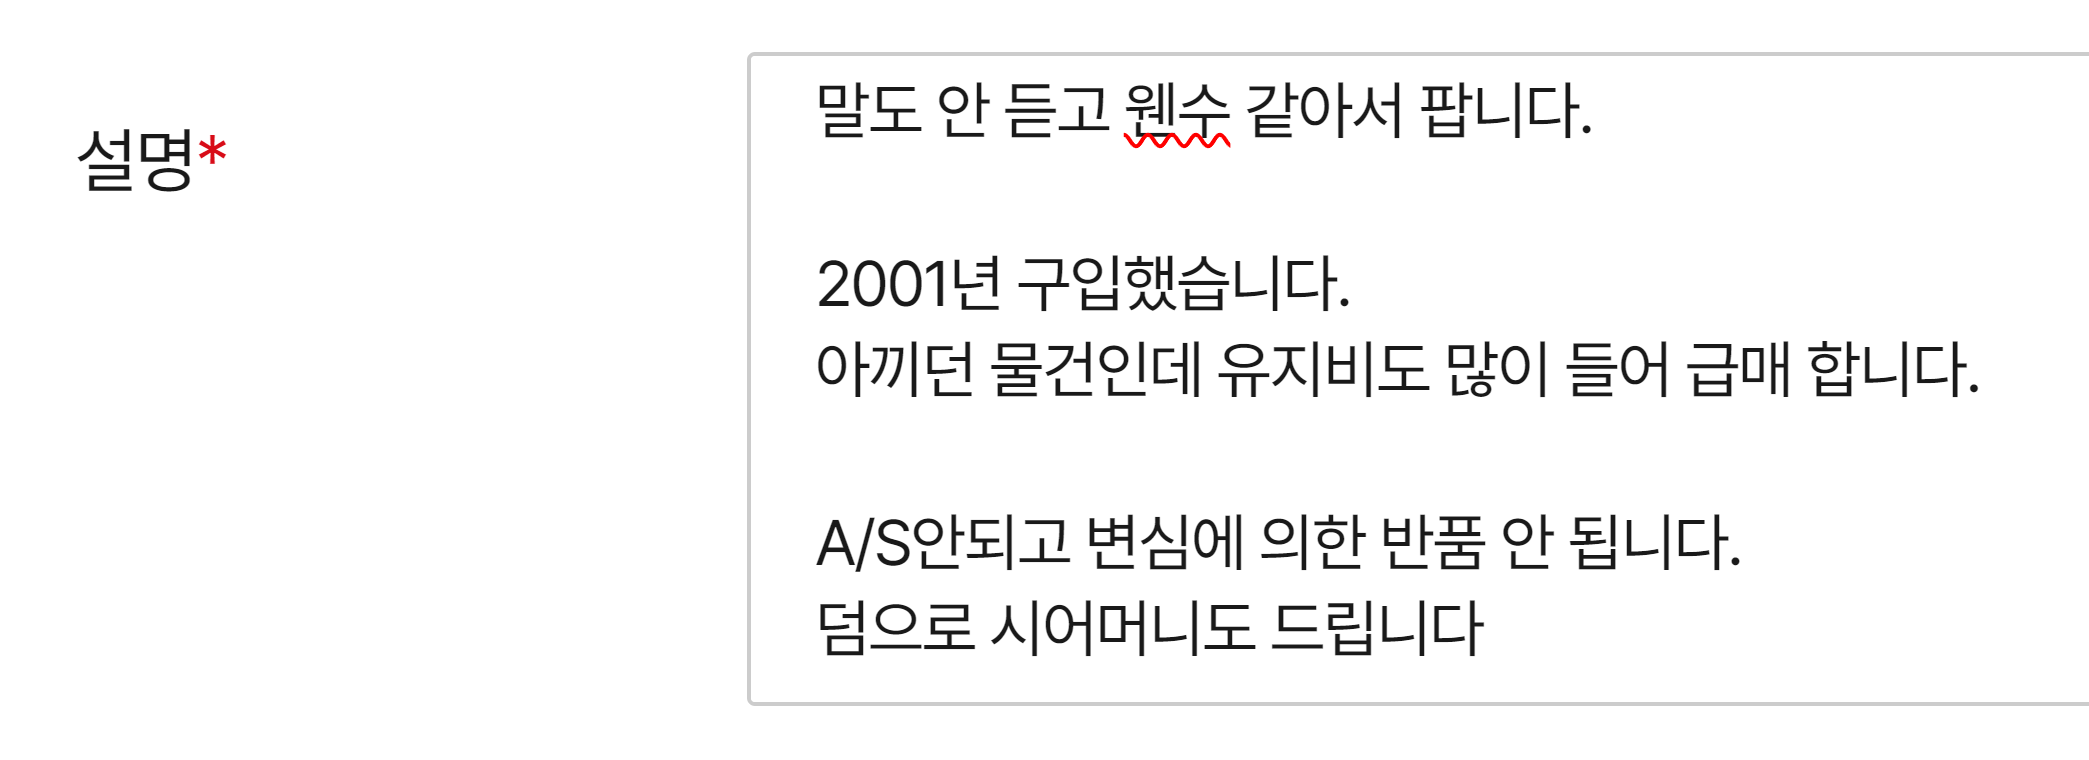 설명*
말도 안 듣고 웬수 같아서 팝니다.
2001년 구입했습니다.
아끼던 물건인데 유지비도 많이 들어 급매 합니다.
A/S안되고 변심에 의한 반품 안 됩니다.
덤으로 시어머니도 드립니다